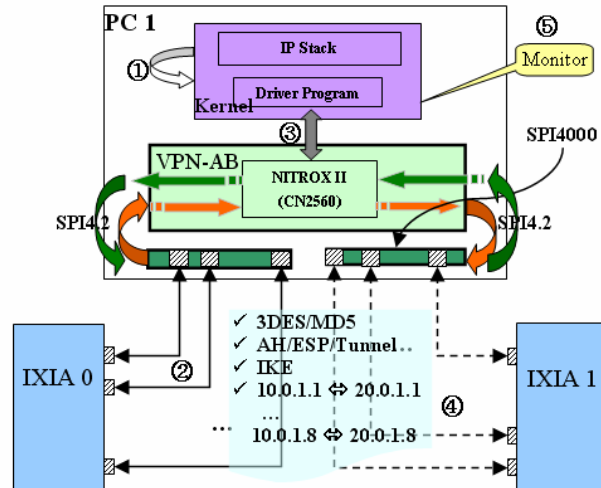 PC 1
⑤
IP Stack
①
Monitor
Driver Program
Kernel
③
SPI4000
VPN-AB
NITROX II
(CN2560)
SPI4.2
SPI4.2
✓ 3DES/MD5
✓ AH/ESP/Tunnel
...
✓ IKE
✓ 10.0.1.1 ⇔ 20.0.1.1
...
... 10.0.1.8 ⇔ 20.0.1.8
②
④
IXIA 0
IXIA 1